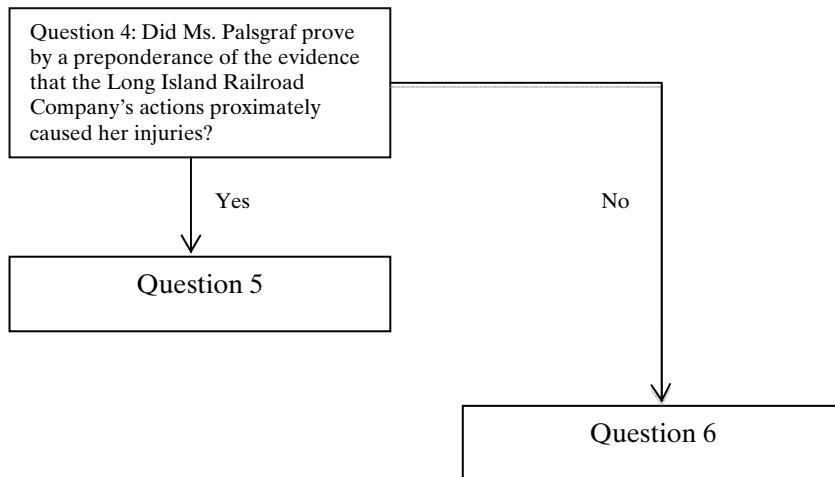 Question 4: Did Ms. Palsgraf prove
by a preponderance of the evidence
that the Long Island Railroad
Company’s actions proximately
caused her injuries?
Yes
No
Question 5
Question 6